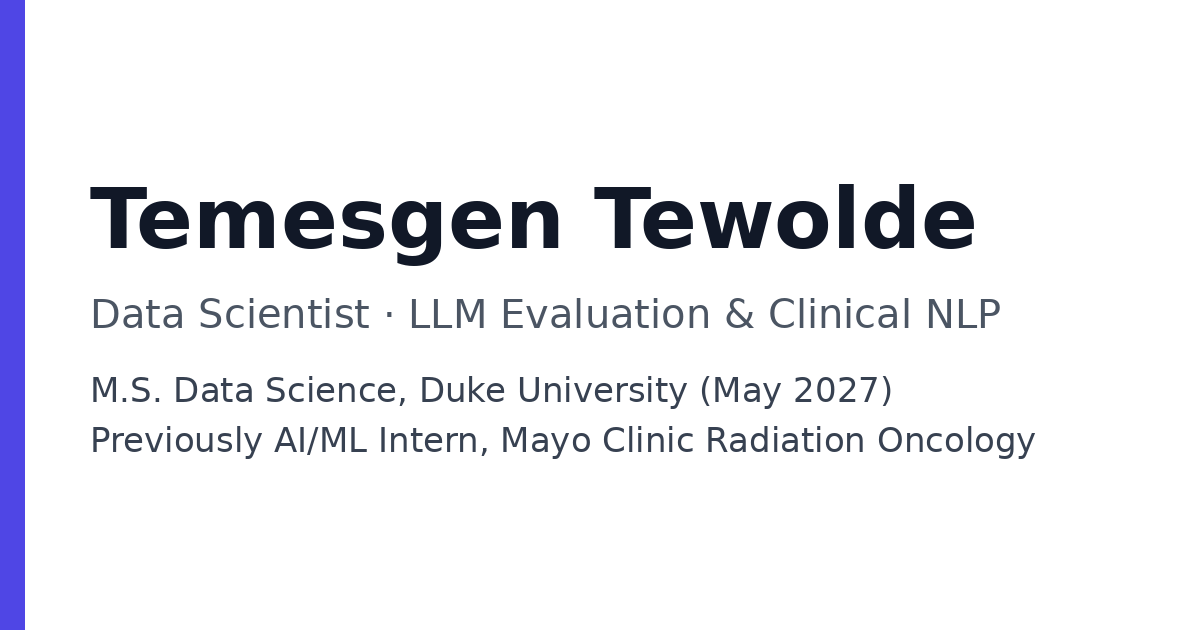 Temesgen Tewolde
Data Scientist · LLM Evaluation & Clinical NLP
M.S. Data Science, Duke University (May 2027)
Previously AI/ML Intern, Mayo Clinic Radiation Oncology